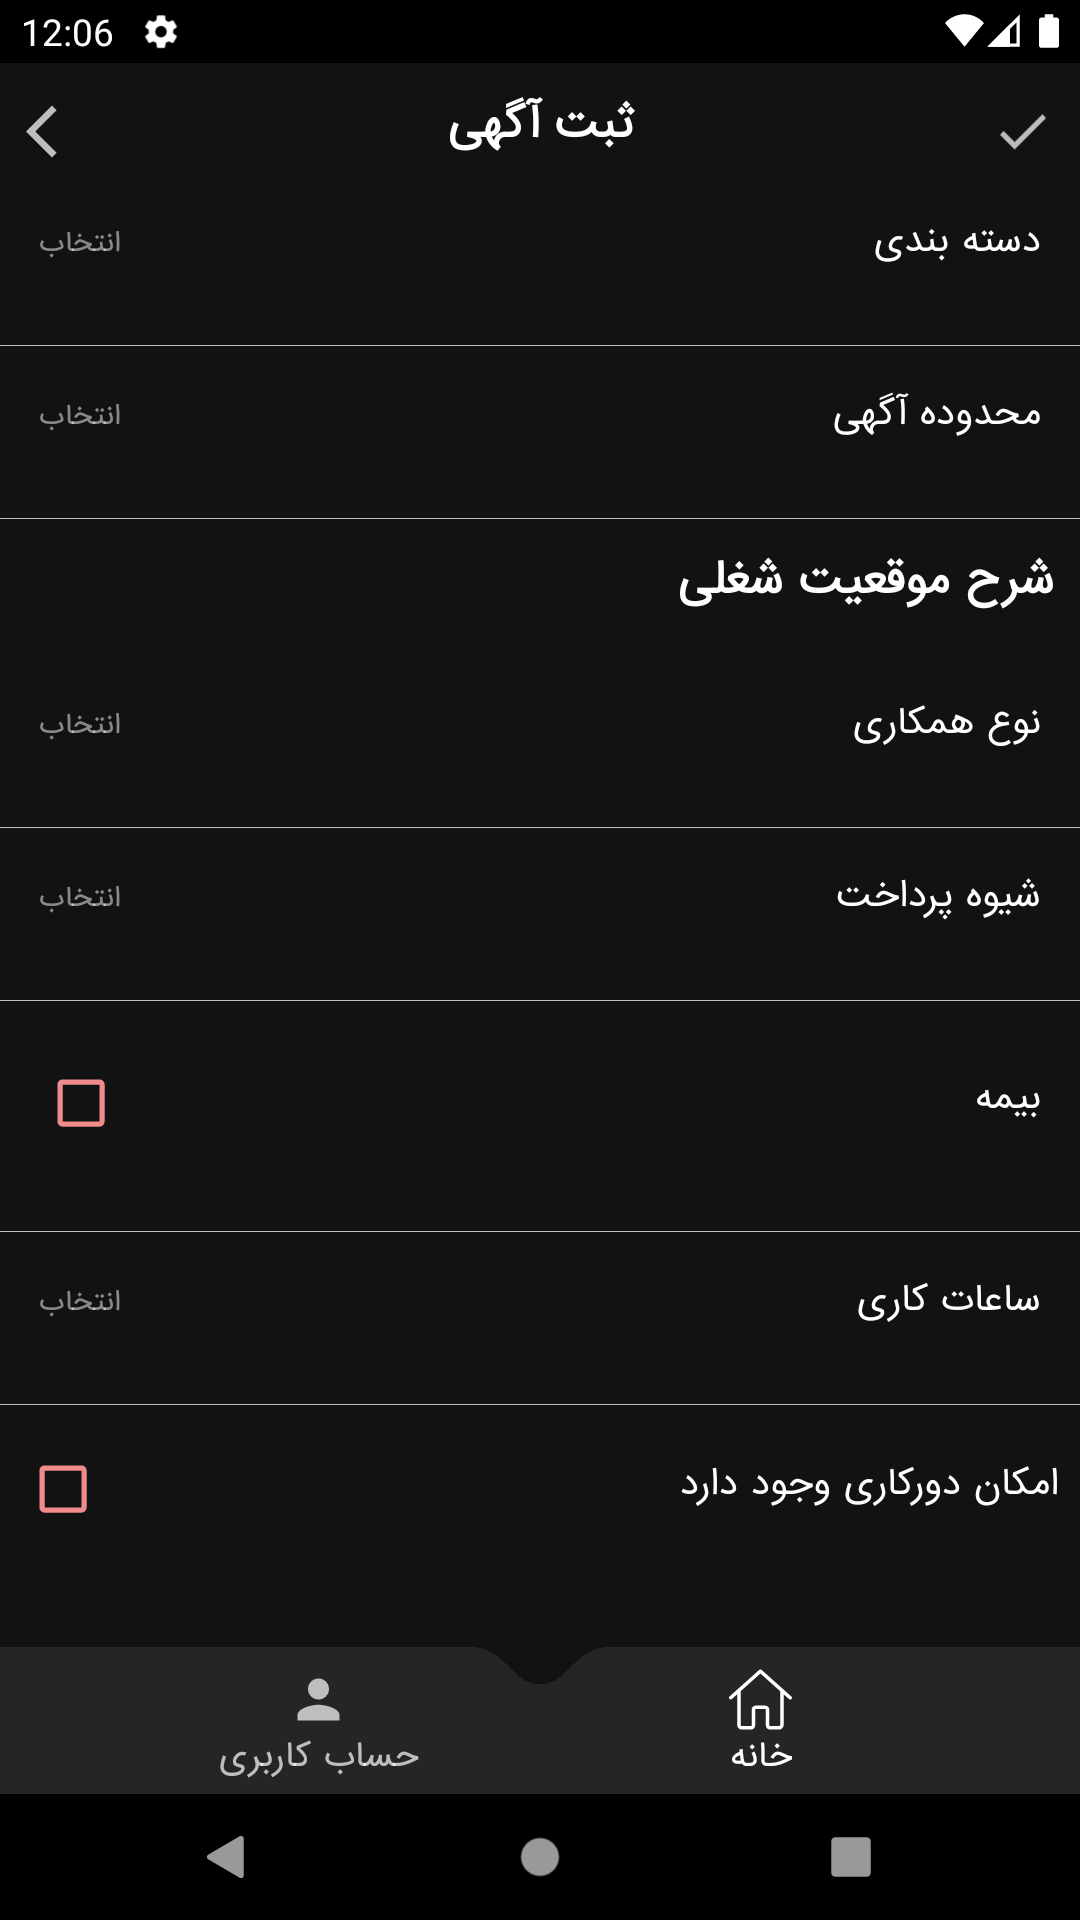 12:06
ثبت آگهی
دسته بندی انتخاب
محدوده آگهی انتخاب
شرح موقعیت شغلی
نوع همکاری انتخاب
شیوه پرداخت انتخاب
بیمه
ساعات کاری انتخاب
امکان دورکاری وجود دارد
خانه حساب کاربری